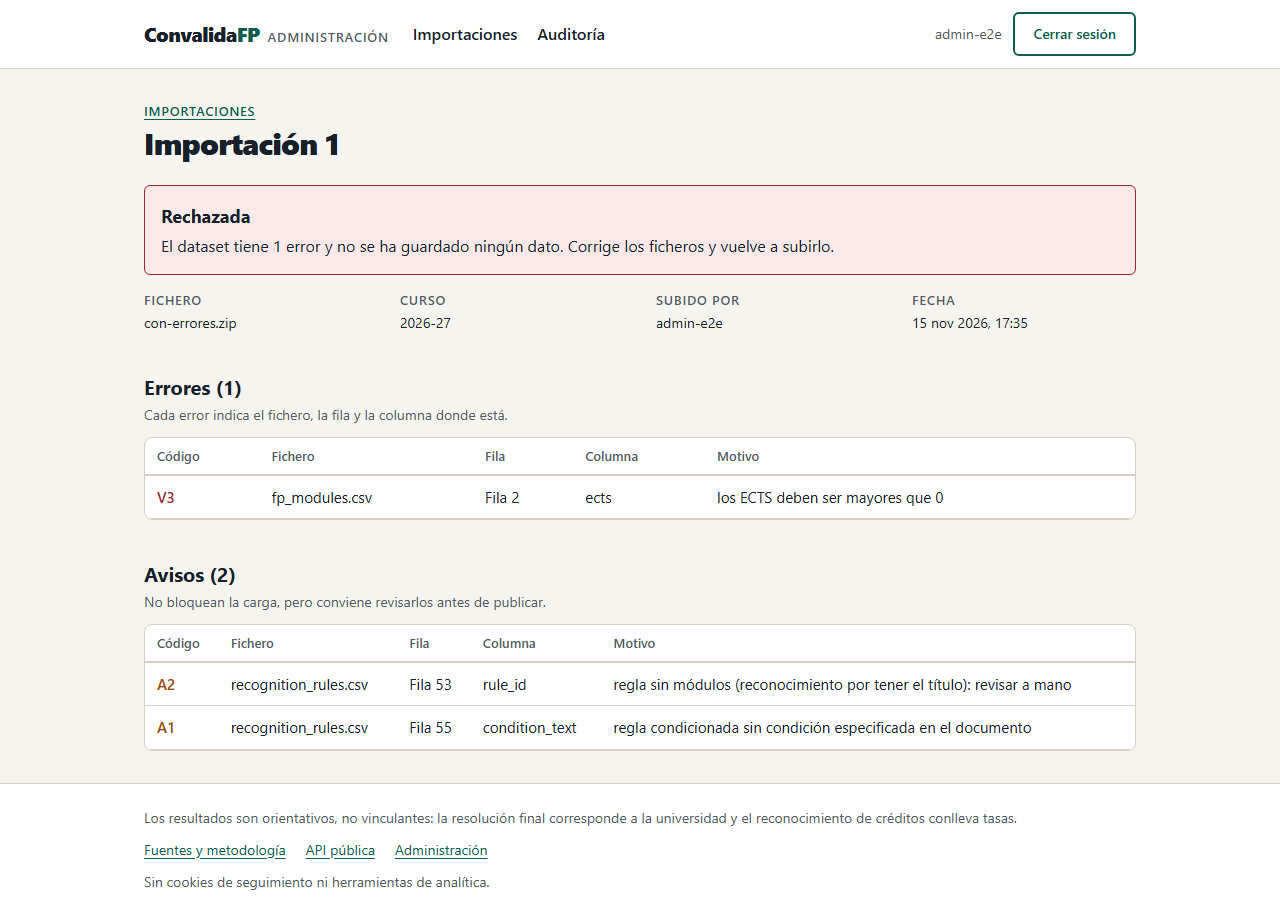 ConvalidaFP ADMINISTRACIÓN Importaciones Auditoría admin-e2e Cerrar sesión
IMPORTACIONES
Importación 1
Rechazada
El dataset tiene 1 error y no se ha guardado ningún dato. Corrige los ficheros y vuelve a subirlo.
FICHERO CURSO SUBIDO POR FECHA
con-errores.zip 2026-27 admin-e2e 15 nov 2026, 17:35
Errores (1)
Cada error indica el fichero, la fila y la columna donde está.
Código Fichero Fila Columna Motivo
V3 fp_modules.csv Fila 2 ects los ECTS deben ser mayores que 0
Avisos (2)
No bloquean la carga, pero conviene revisarlos antes de publicar.
Código Fichero Fila Columna Motivo
A2 recognition_rules.csv Fila 53 rule_id regla sin módulos (reconocimiento por tener el título): revisar a mano
A1 recognition_rules.csv Fila 55 condition_text regla condicionada sin condición especificada en el documento
Los resultados son orientativos, no vinculantes: la resolución final corresponde a la universidad y el reconocimiento de créditos conlleva tasas.
Fuentes y metodología API pública Administración
Sin cookies de seguimiento ni herramientas de analítica.